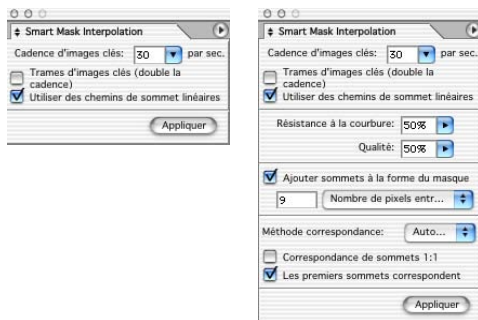 Smart Mask Interpolation
Cadence d'images clés: 30 par sec.
Trames d'images clés (double la
cadence)
Utiliser des chemins de sommet linéaires
Appliquer
Smart Mask Interpolation
Cadence d'images clés: 30 par sec.
Trames d'images clés (double la
cadence)
Utiliser des chemins de sommet linéaires
Résistance à la courbure: 50%
Qualité: 50%
Ajouter sommets à la forme du masque
9 Nombre de pixels entr...
Méthode correspondance: Auto...
Correspondance de sommets 1:1
Les premiers sommets correspondent
Appliquer